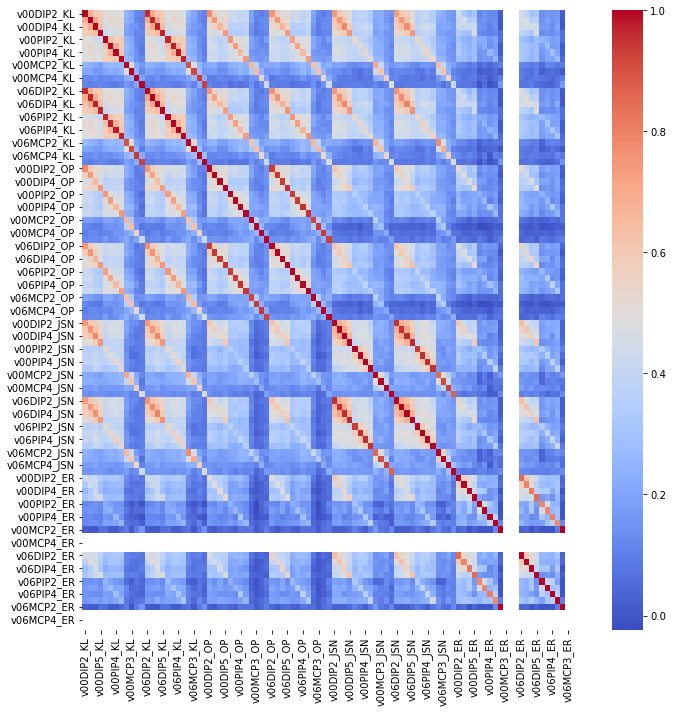 v00DIP2_KL
v00DIP4_KL
v00PIP2_KL
v00PIP4_KL
v00MCP2_KL
v00MCP4_KL
v06DIP2_KL
v06DIP4_KL
v06PIP2_KL
v06PIP4_KL
v06MCP2_KL
v06MCP4_KL
v00DIP2_OP
v00DIP4_OP
v00PIP2_OP
v00PIP4_OP
v00MCP2_OP
v00MCP4_OP
v06DIP2_OP
v06DIP4_OP
v06PIP2_OP
v06PIP4_OP
v06MCP2_OP
v06MCP4_OP
v00DIP2_JSN
v00DIP4_JSN
v00PIP2_JSN
v00PIP4_JSN
v00MCP2_JSN
v00MCP4_JSN
v06DIP2_JSN
v06DIP4_JSN
v06PIP2_JSN
v06PIP4_JSN
v06MCP2_JSN
v06MCP4_JSN
v00DIP2_ER
v00DIP4_ER
v00PIP2_ER
v00PIP4_ER
v00MCP2_ER
v00MCP4_ER
v06DIP2_ER
v06DIP4_ER
v06PIP2_ER
v06PIP4_ER
v06MCP2_ER
v06MCP4_ER
v00DIP2_KL
v00DIP5_KL
v00PIP4_KL
v00MCP3_KL
v06DIP2_KL
v06DIP5_KL
v06PIP4_KL
v06MCP3_KL
v00DIP2_OP
v00DIP5_OP
v00PIP4_OP
v00MCP3_OP
v06DIP2_OP
v06DIP5_OP
v06PIP4_OP
v06MCP3_OP
v00DIP2_JSN
v00DIP5_JSN
v00PIP4_JSN
v00MCP3_JSN
v06DIP2_JSN
v06DIP5_JSN
v06PIP4_JSN
v06MCP3_JSN
v00DIP2_ER
v00DIP5_ER
v00PIP4_ER
v00MCP3_ER
v06DIP2_ER
v06DIP5_ER
v06PIP4_ER
v06MCP3_ER
1.0
0.8
0.6
0.4
0.2
0.0